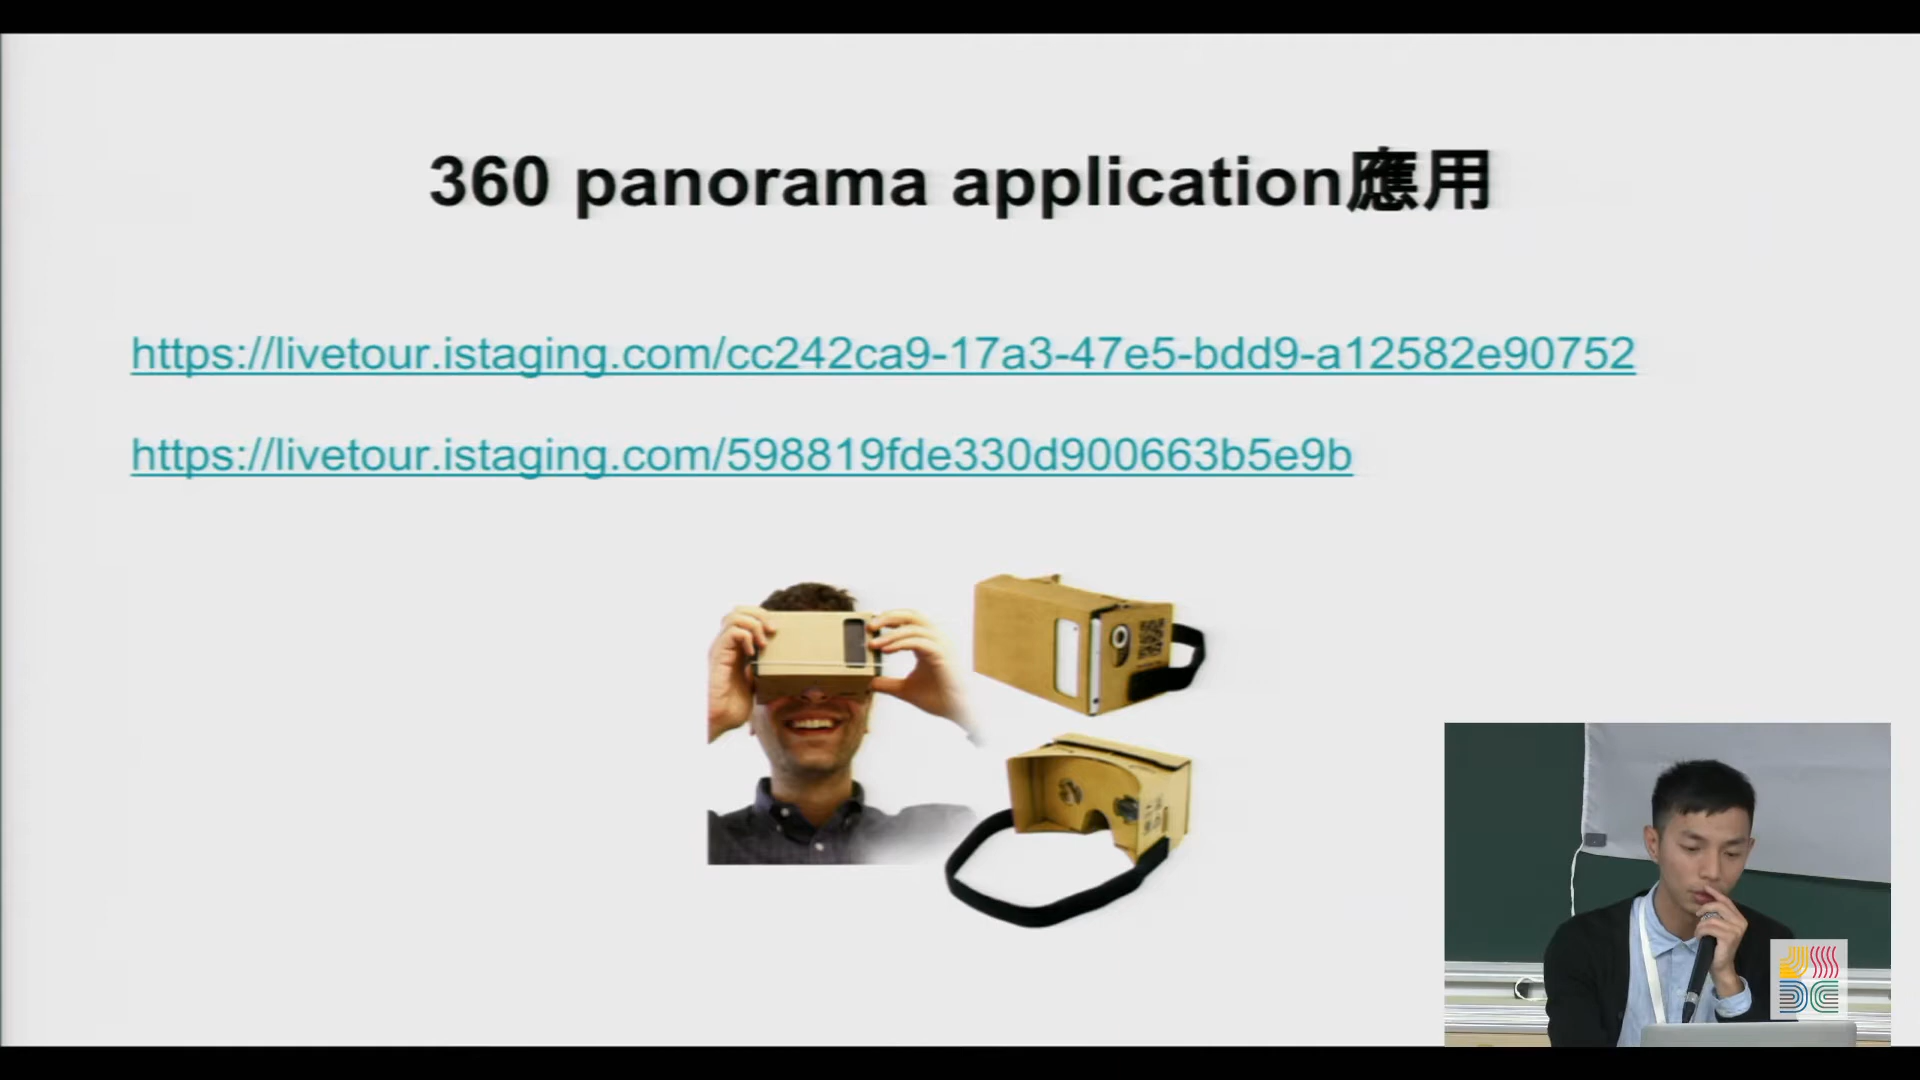 360 panorama application應用
https://livetour.istaging.com/cc242ca9-17a3-47e5-bdd9-a12582e90752
https://livetour.istaging.com/598819fde330d900663b5e9b
JSDC